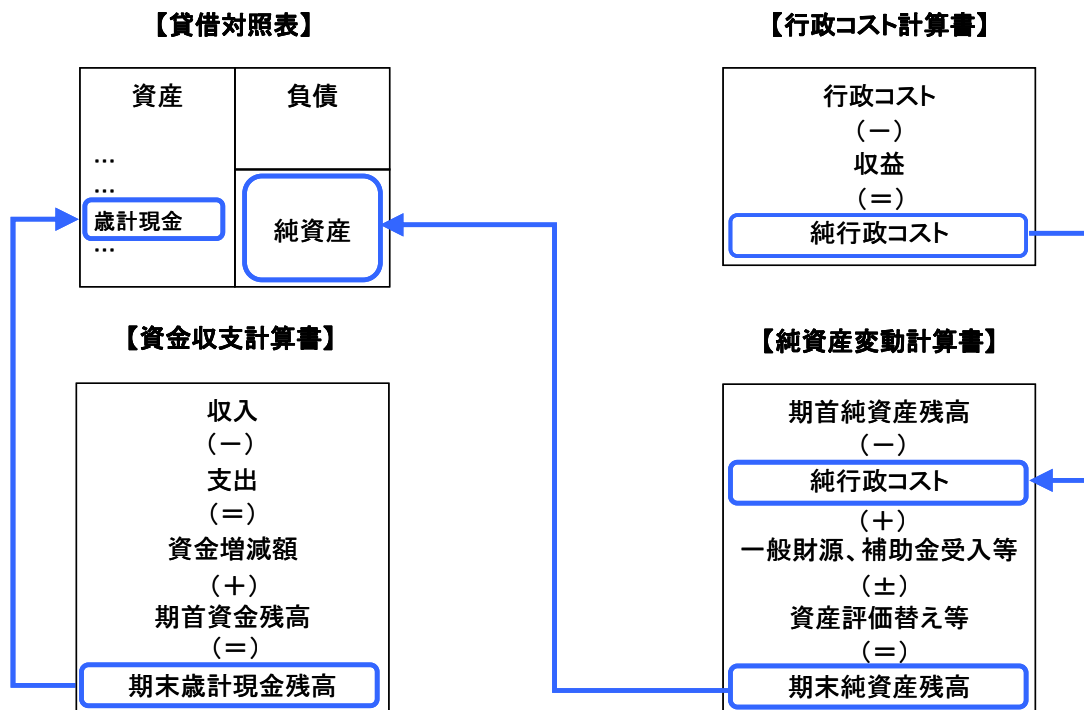 【貸借対照表】
資産
負債
…
…
歳計現金
…
純資産
【行政コスト計算書】
行政コスト
（－）
収益
（＝）
純行政コスト
【資金収支計算書】
収入
（－）
支出
（＝）
資金増減額
（＋）
期首資金残高
（＝）
期末歳計現金残高
【純資産変動計算書】
期首純資産残高
（－）
純行政コスト
（＋）
一般財源、補助金受入等
（±）
資産評価替え等
（＝）
期末純資産残高